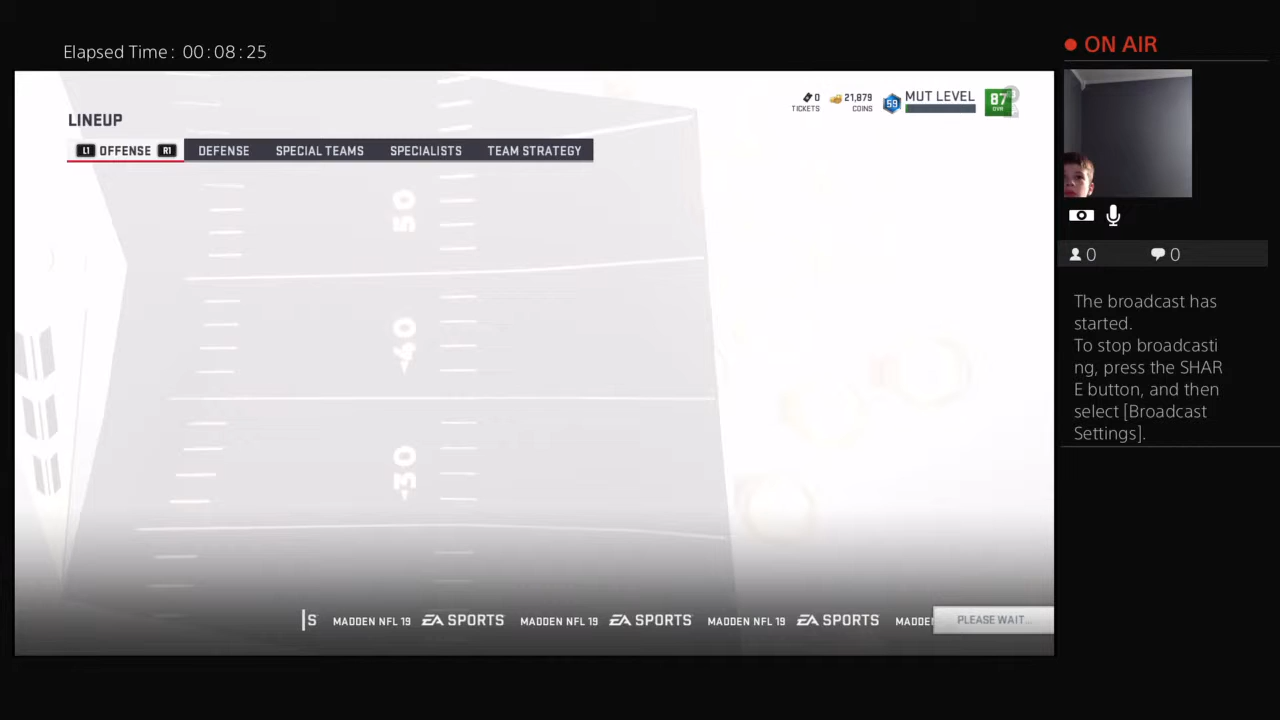 Elapsed Time: 00:08:25
ON AIR
0 TICKETS
21,879 COINS
59
MUT LEVEL
87 OVR
LINEUP
L1 OFFENSE R1 DEFENSE SPECIAL TEAMS SPECIALISTS TEAM STRATEGY
50
40
30
0 0
The broadcast has
started.
To stop broadcasti
ng, press the SHAR
E button, and then
select [Broadcast
Settings].
S MADDEN NFL 19 EA SPORTS MADDEN NFL 19 EA SPORTS MADDEN NFL 19 EA SPORTS MADDE
PLEASE WAIT...